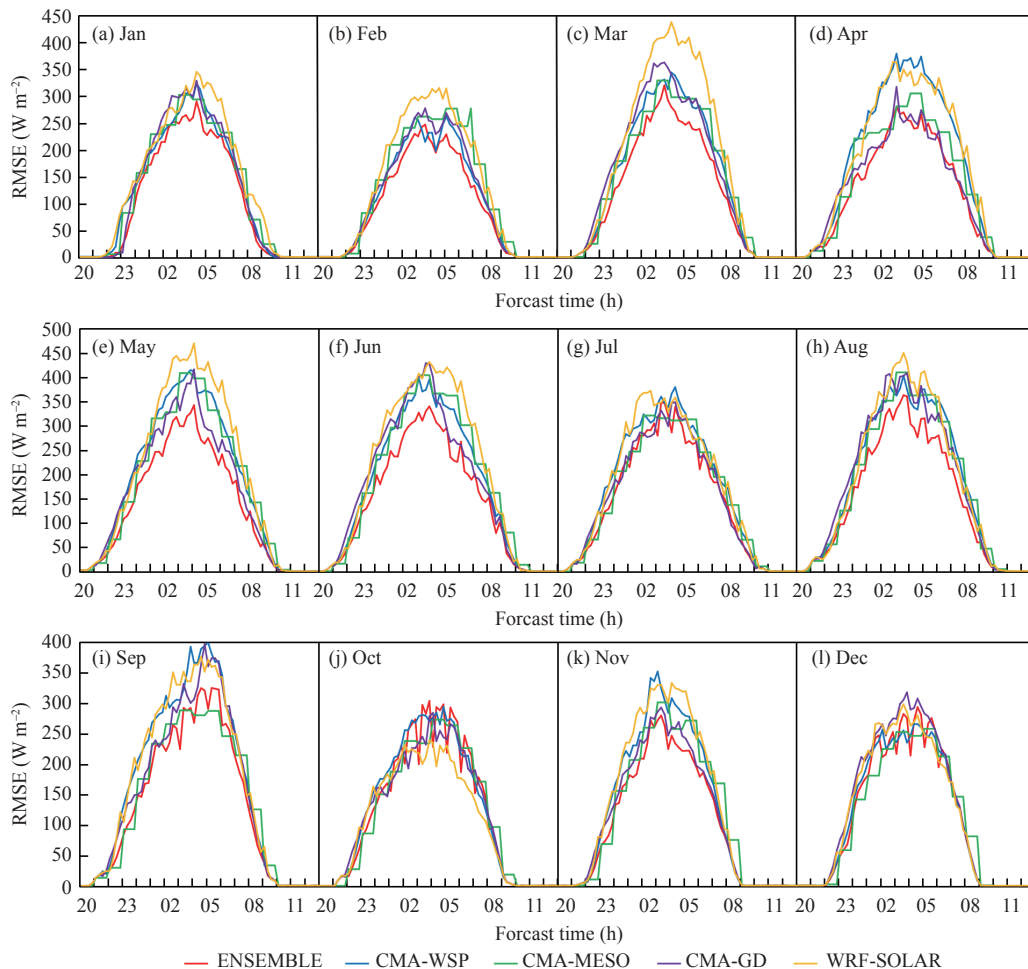 450
400
350
300
250
200
150
100
50
0
RMSE (W m⁻²)
(a) Jan
(b) Feb
(c) Mar
(d) Apr
20 23 02 05 08 11 20 23 02 05 08 11 20 23 02 05 08 11 20 23 02 05 08 11
Forcast time (h)
500
450
400
350
300
250
200
150
100
50
0
RMSE (W m⁻²)
(e) May
(f) Jun
(g) Jul
(h) Aug
20 23 02 05 08 11 20 23 02 05 08 11 20 23 02 05 08 11 20 23 02 05 08 11
Forcast time (h)
400
350
300
250
200
150
100
50
0
RMSE (W m⁻²)
(i) Sep
(j) Oct
(k) Nov
(l) Dec
20 23 02 05 08 11 20 23 02 05 08 11 20 23 02 05 08 11 20 23 02 05 08 11
Forcast time (h)
ENSEMBLE CMA-WSP CMA-MESO CMA-GD WRF-SOLAR